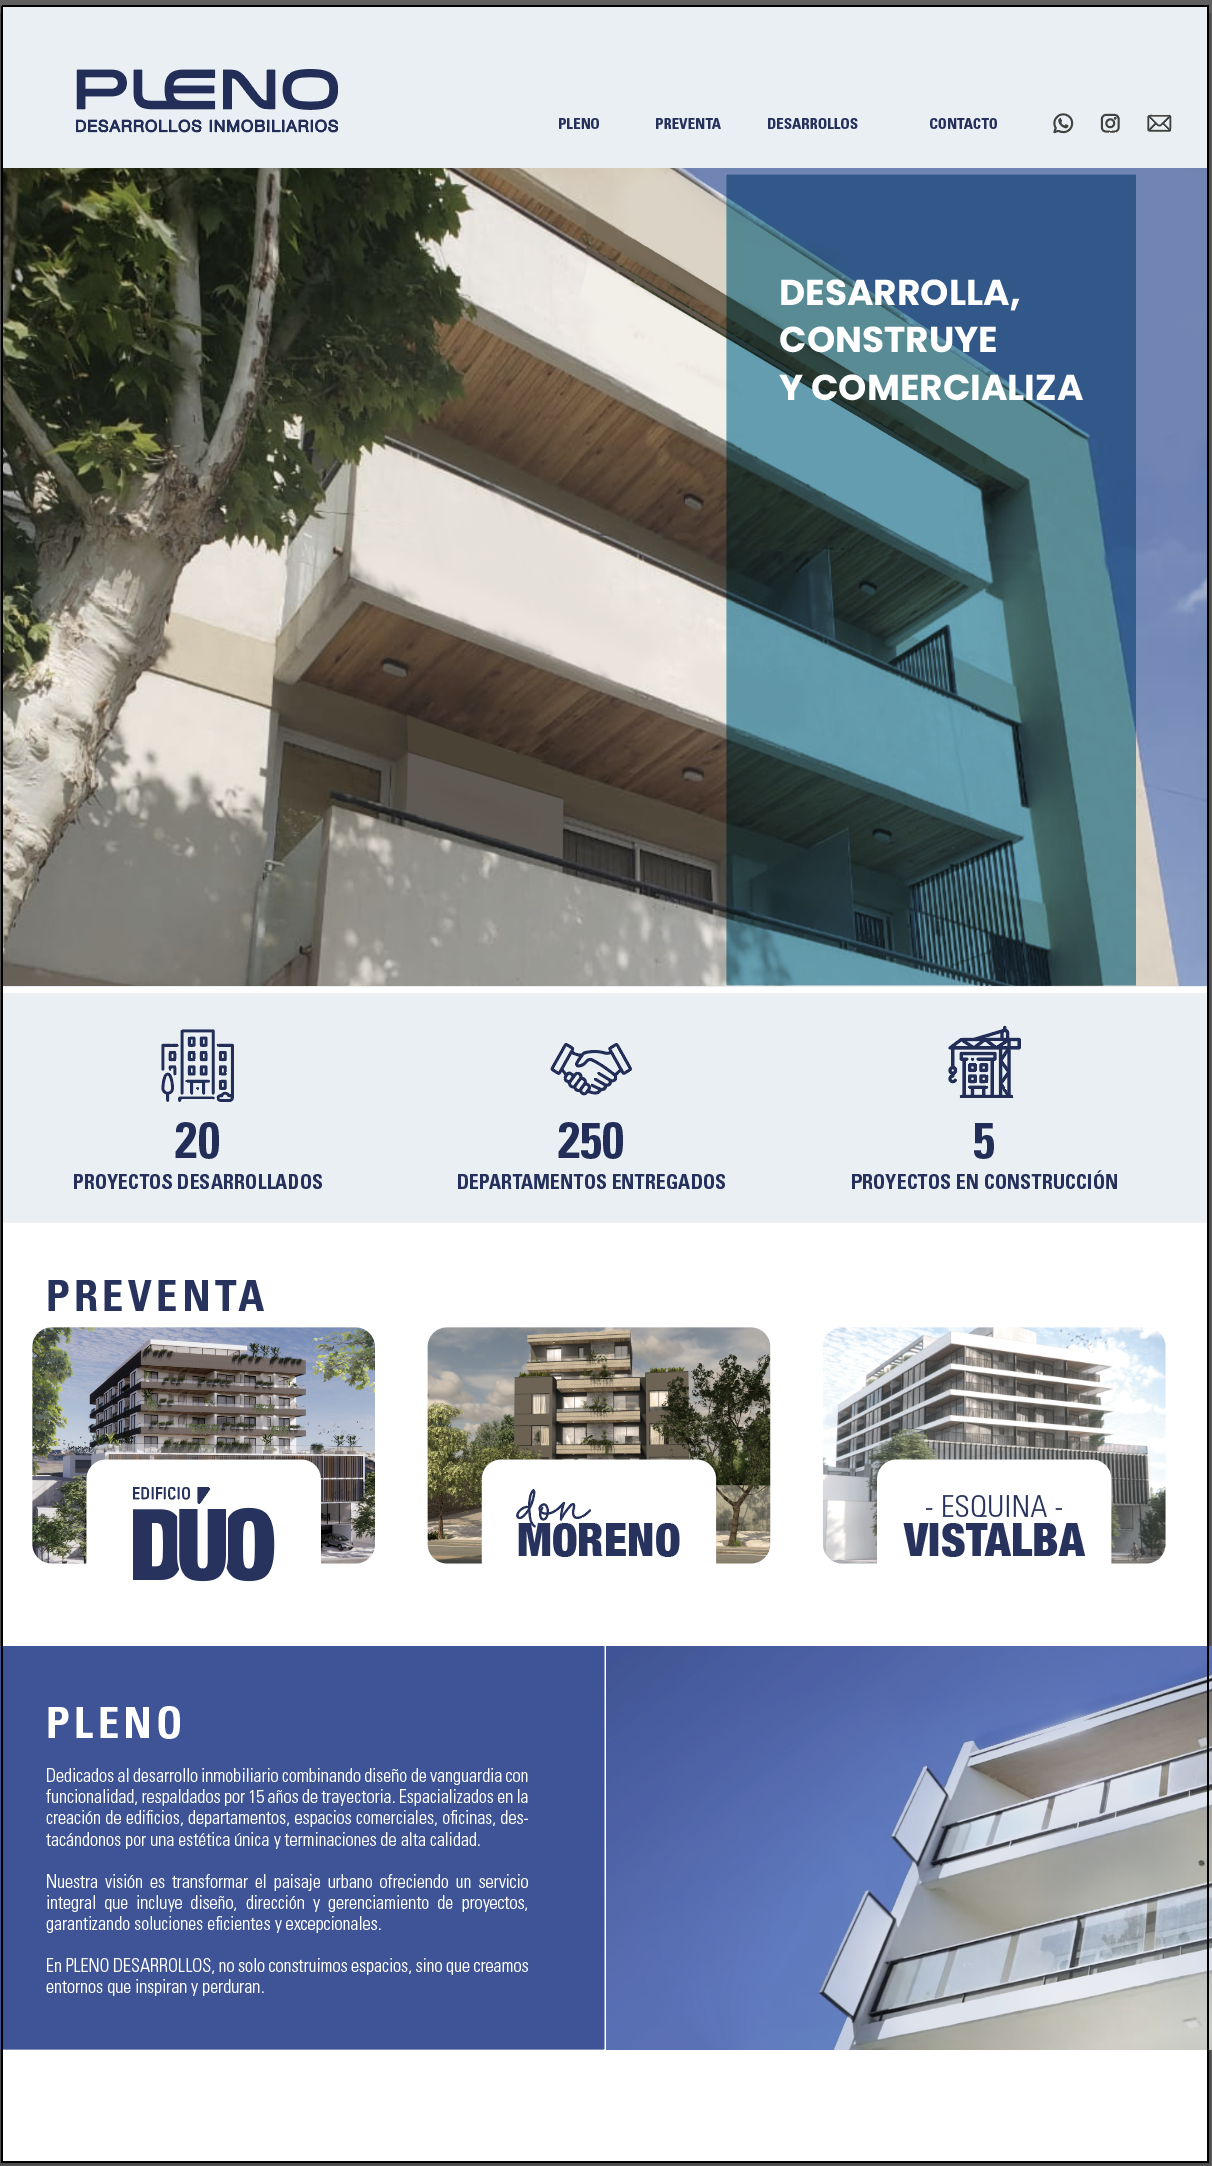 PLENO
DESARROLLOS INMOBILIARIOS
PLENO PREVENTA DESARROLLOS CONTACTO
DESARROLLA,
CONSTRUYE
Y COMERCIALIZA
20
PROYECTOS DESARROLLADOS
250
DEPARTAMENTOS ENTREGADOS
5
PROYECTOS EN CONSTRUCCIÓN
PREVENTA
EDIFICIO
DÚO
don
MORENO
- ESQUINA -
VISTALBA
PLENO
Dedicados al desarrollo inmobiliario combinando diseño de vanguardia con
funcionalidad, respaldados por 15 años de trayectoria. Espacializados en la
creación de edificios, departamentos, espacios comerciales, oficinas, des-
tacándonos por una estética única y terminaciones de alta calidad.
Nuestra visión es transformar el paisaje urbano ofreciendo un servicio
integral que incluye diseño, dirección y gerenciamiento de proyectos,
garantizando soluciones eficientes y excepcionales.
En PLENO DESARROLLOS, no solo construimos espacios, sino que creamos
entornos que inspiran y perduran.